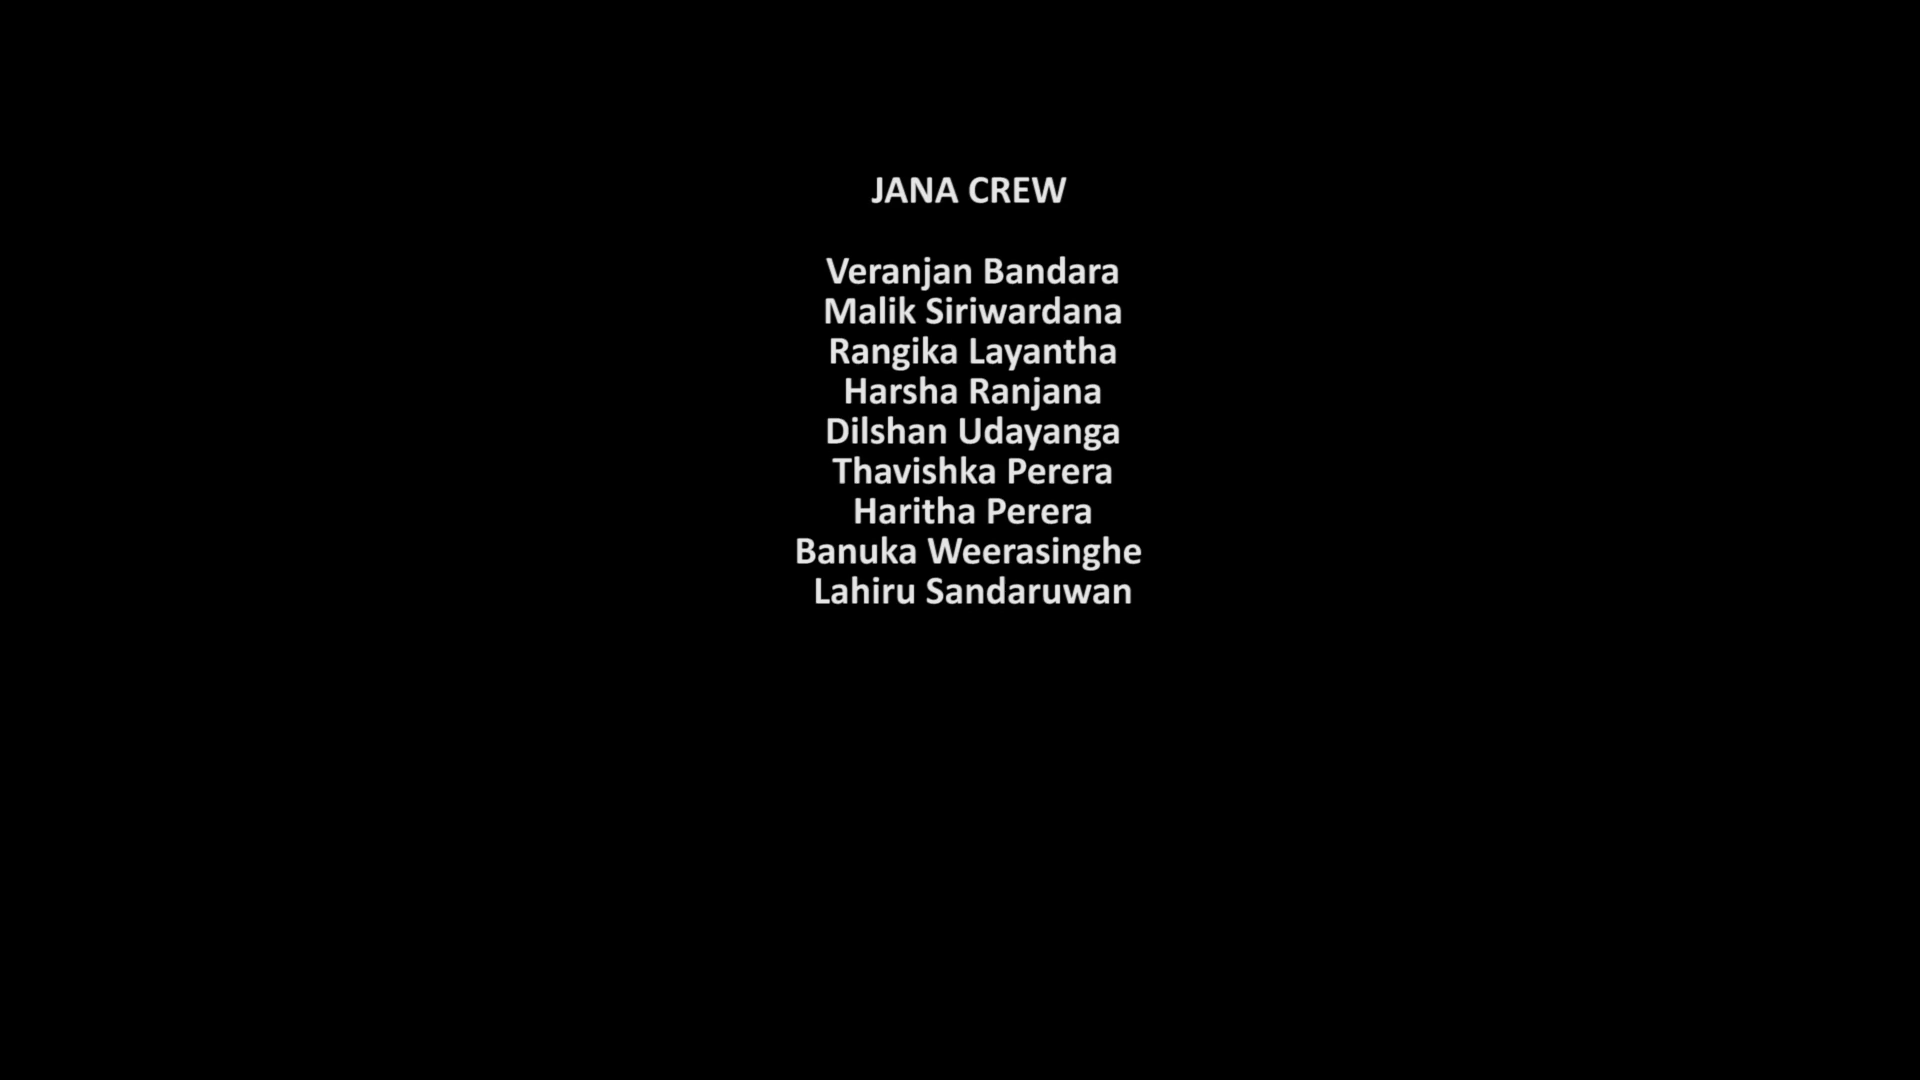 JANA CREW
Veranjan Bandara
Malik Siriwardana
Rangika Layantha
Harsha Ranjana
Dilshan Udayanga
Thavishka Perera
Haritha Perera
Banuka Weerasinghe
Lahiru Sandaruwan